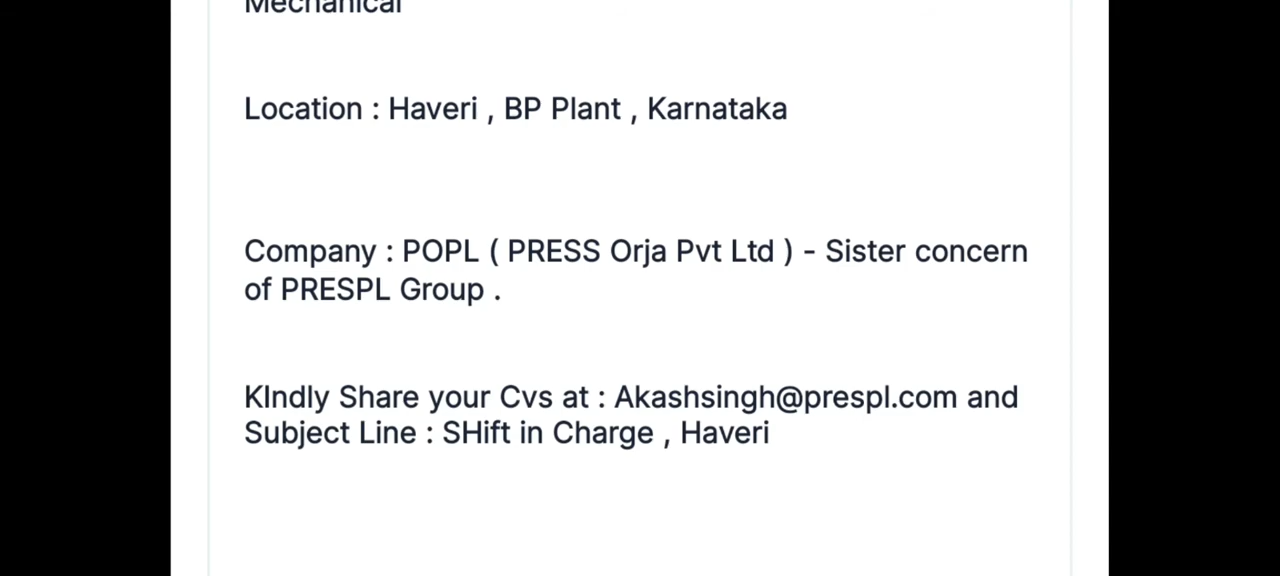 Mechanical
Location : Haveri , BP Plant , Karnataka
Company : POPL ( PRESS Orja Pvt Ltd ) - Sister concern
of PRESPL Group .
KIndly Share your Cvs at : Akashsingh@prespl.com and
Subject Line : SHift in Charge , Haveri